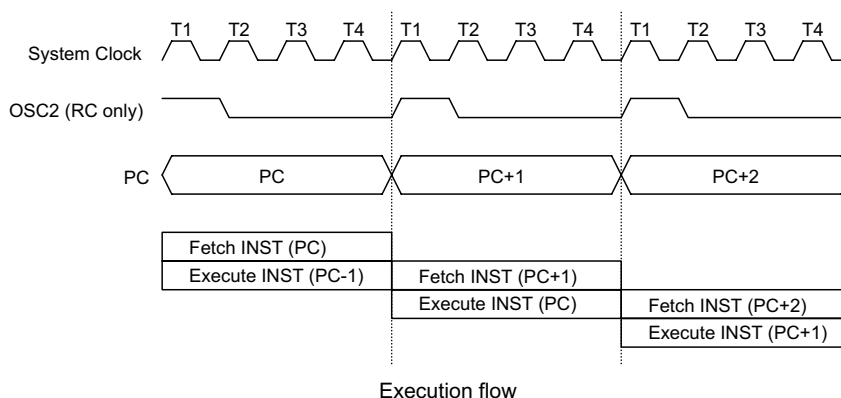 T1 T2 T3 T4 T1 T2 T3 T4 T1 T2 T3 T4
System Clock
OSC2 (RC only)
PC PC PC+1 PC+2
Fetch INST (PC)
Execute INST (PC-1) Fetch INST (PC+1)
Execute INST (PC) Fetch INST (PC+2)
Execute INST (PC+1)
Execution flow